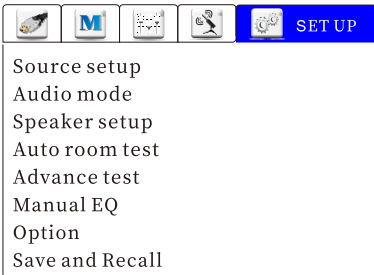 M
SET UP
Source setup
Audio mode
Speaker setup
Auto room test
Advance test
Manual EQ
Option
Save and Recall